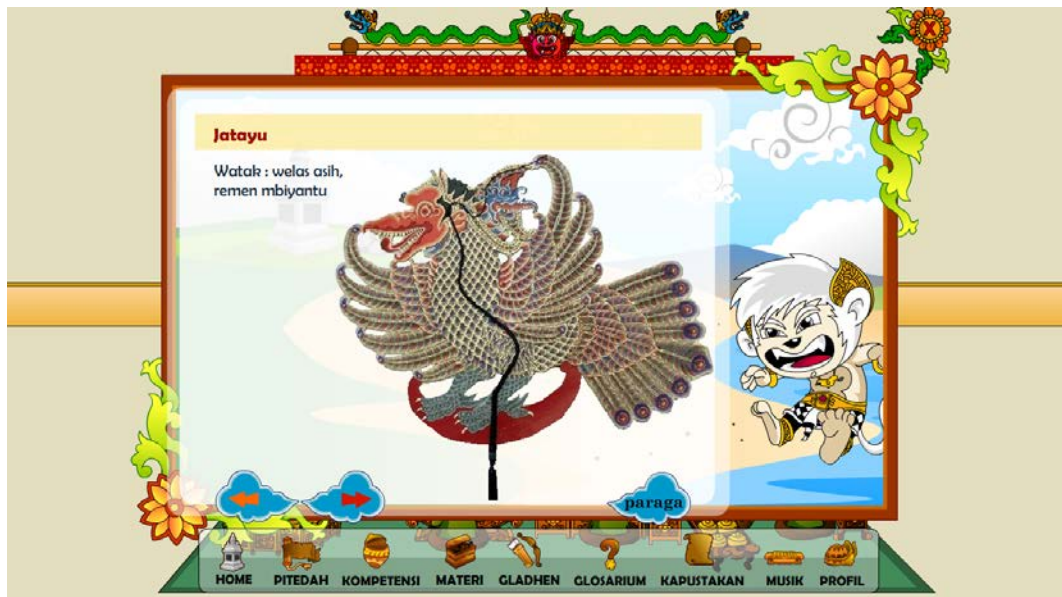 Jatayu
Watak : welas asih,
remen mbiyantu
paraga
HOME PITEDAH KOMPETENSI MATERI GLADHEN GLOSARIUM KAPUSTAKAN MUSIK PROFIL
X